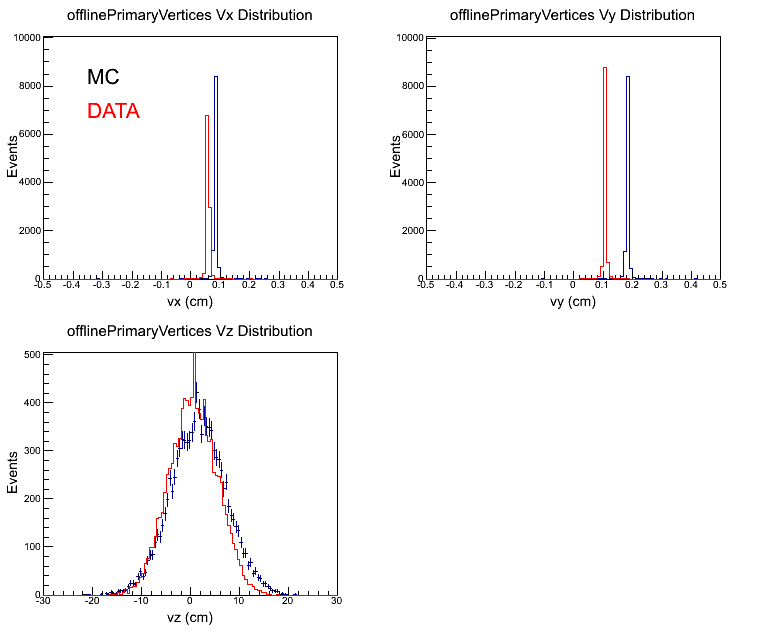 offlinePrimaryVertices Vx Distribution
10000
8000
6000
4000
2000
0
Events
MC
DATA
-0.5 -0.4 -0.3 -0.2 -0.1 0 0.1 0.2 0.3 0.4 0.5
vx (cm)
offlinePrimaryVertices Vy Distribution
10000
8000
6000
4000
2000
0
Events
-0.5 -0.4 -0.3 -0.2 -0.1 0 0.1 0.2 0.3 0.4 0.5
vy (cm)
offlinePrimaryVertices Vz Distribution
500
400
300
200
100
0
Events
-30 -20 -10 0 10 20 30
vz (cm)